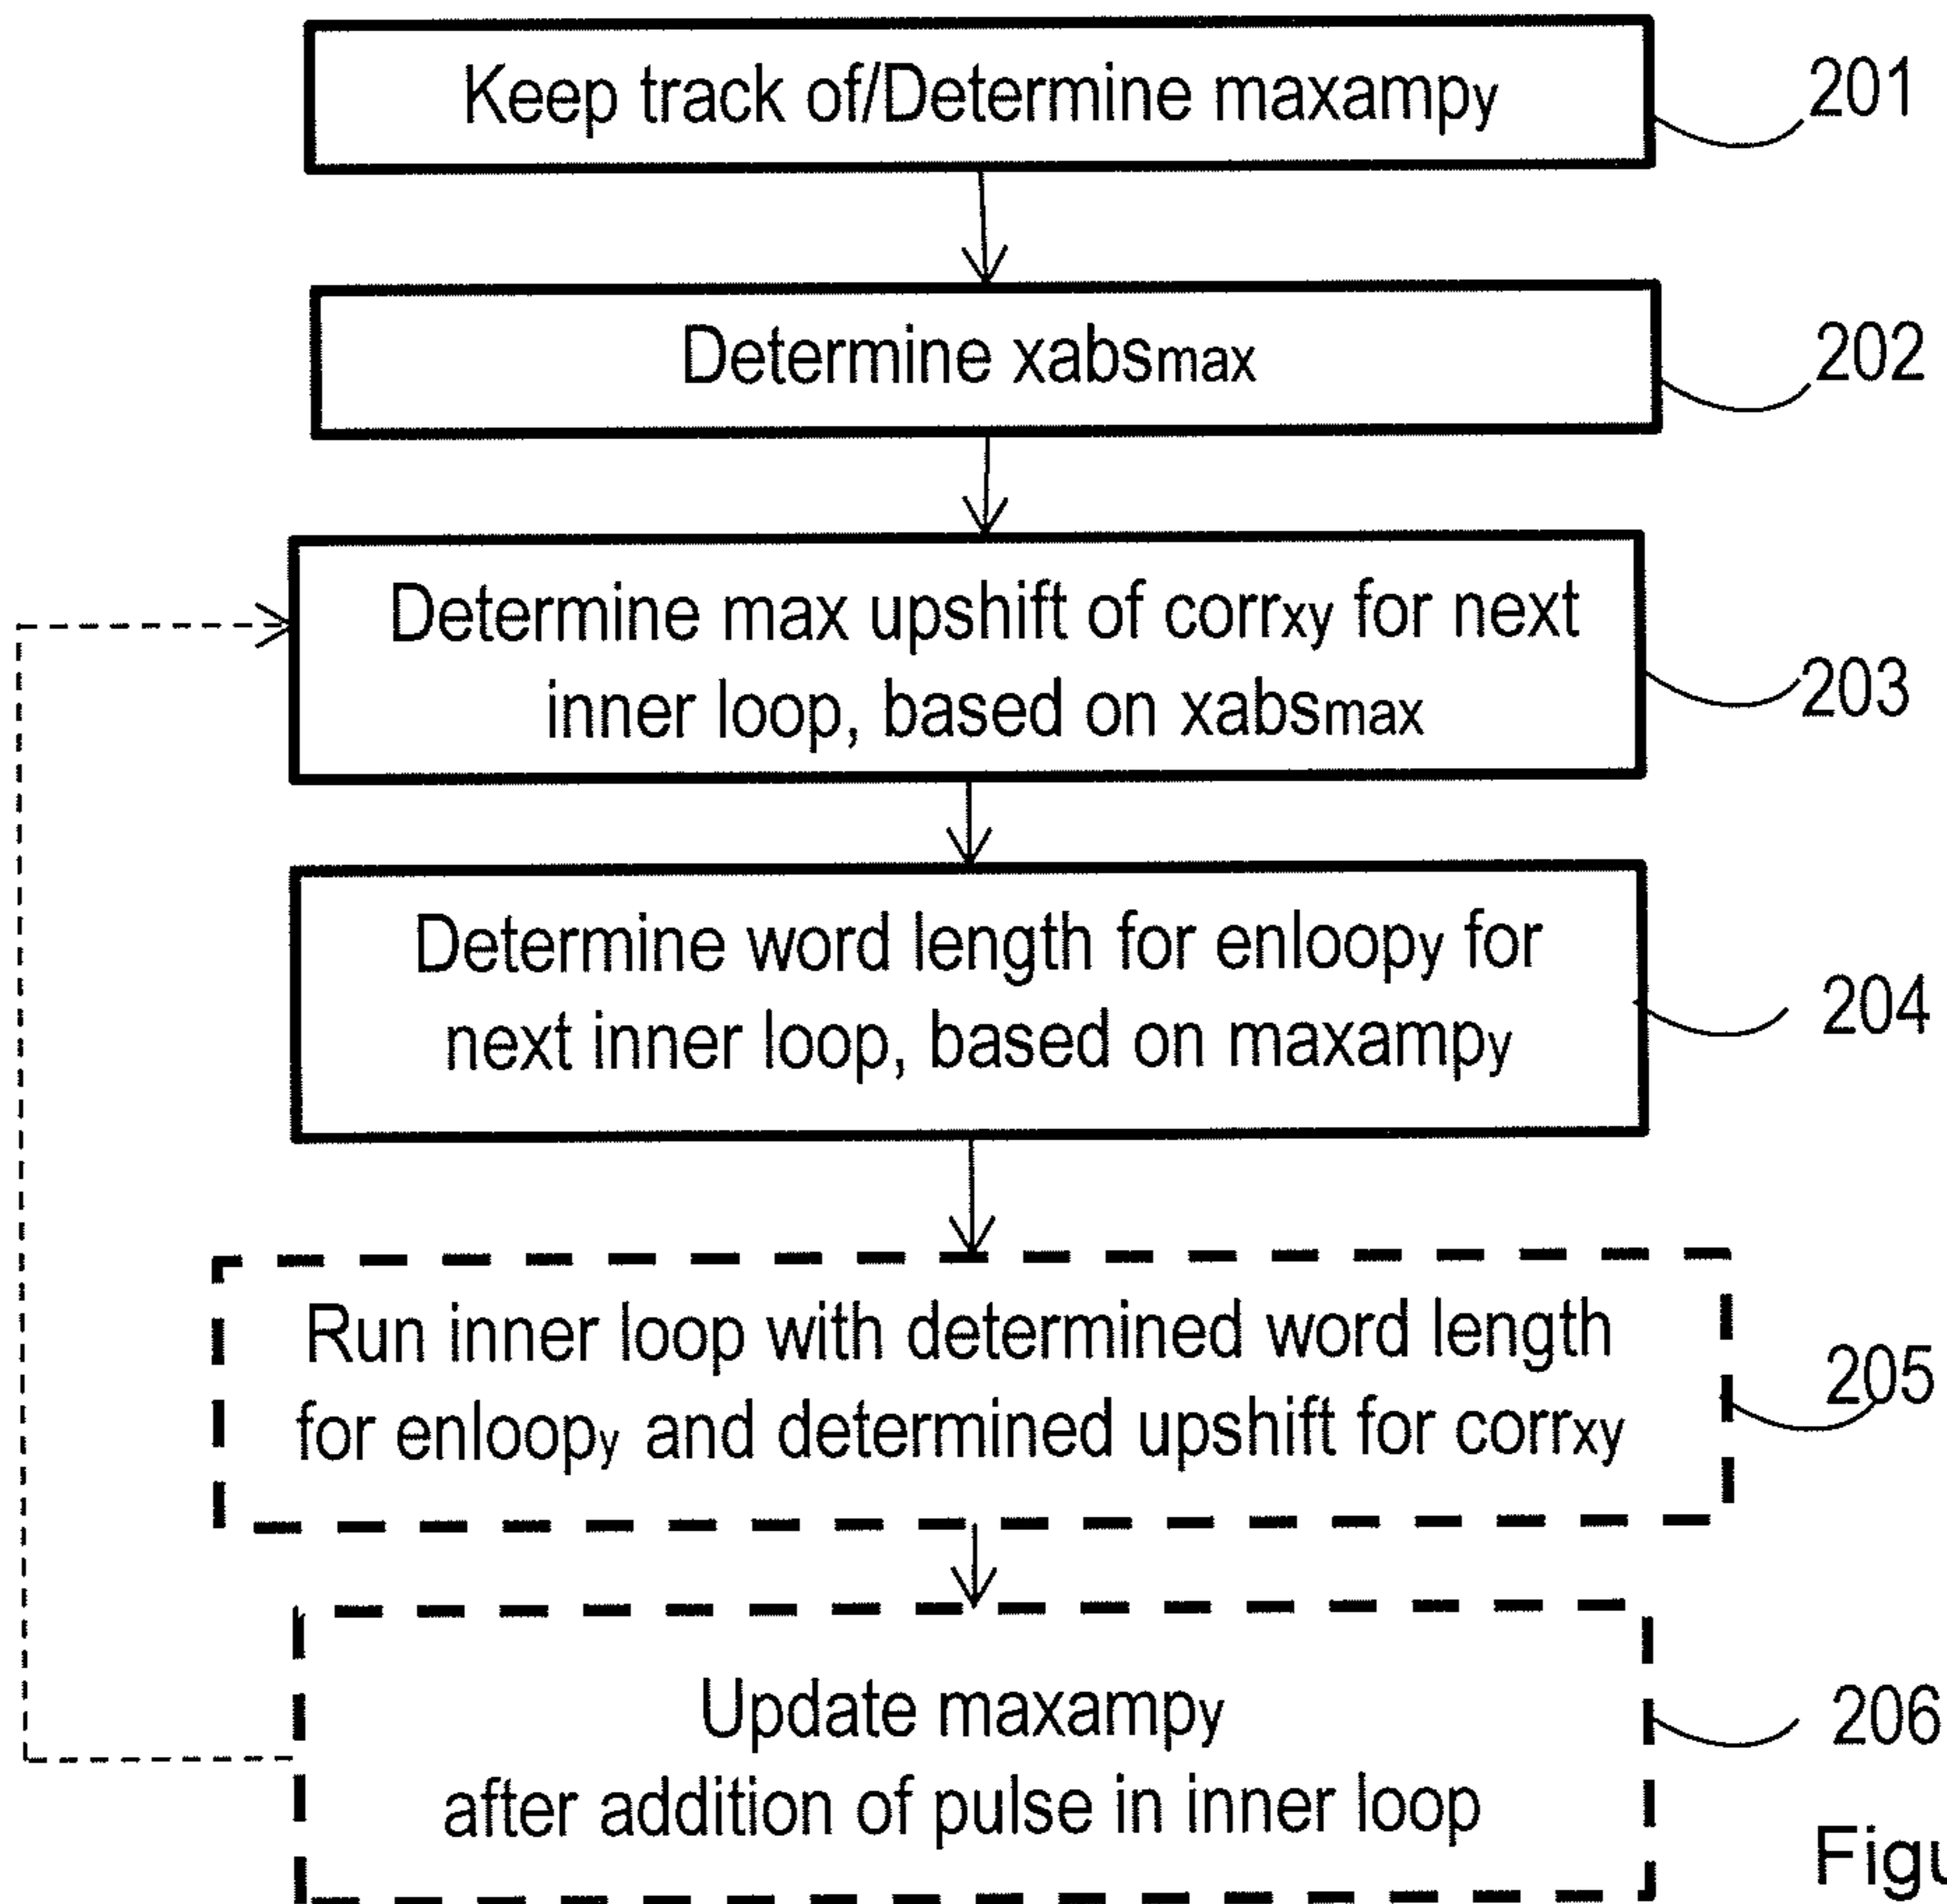 Keep track of/Determine maxampy
201
Determine xabsmax
202
Determine max upshift of corrxy for next
inner loop, based on xabsmax
203
Determine word length for enloopy for
next inner loop, based on maxampy
204
Run inner loop with determined word length
for enloopy and determined upshift for corrxy
205
Update maxampy
after addition of pulse in inner loop
206